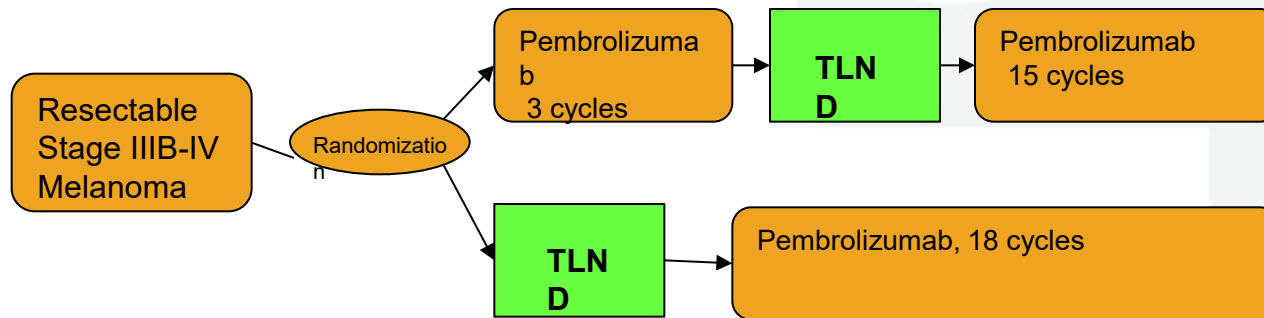 Resectable
Stage IIIB-IV
Melanoma
Randomizatio
n
Pembrolizuma
b
3 cycles
TLN
D
Pembrolizumab
15 cycles
TLN
D
Pembrolizumab, 18 cycles